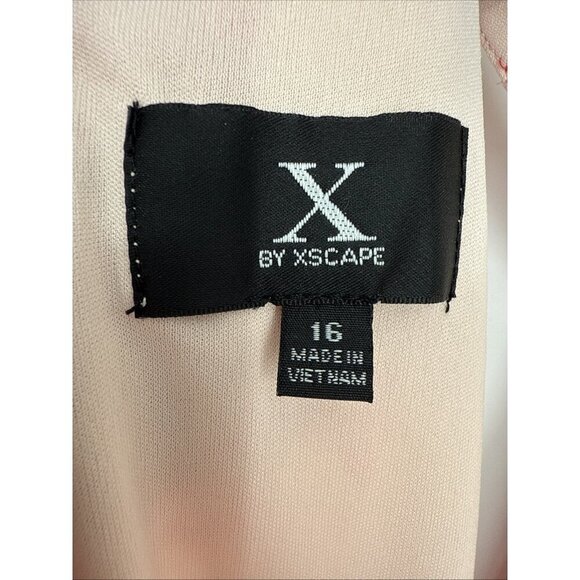 X
BY XSCAPE
16
MADE IN
VIETNAM